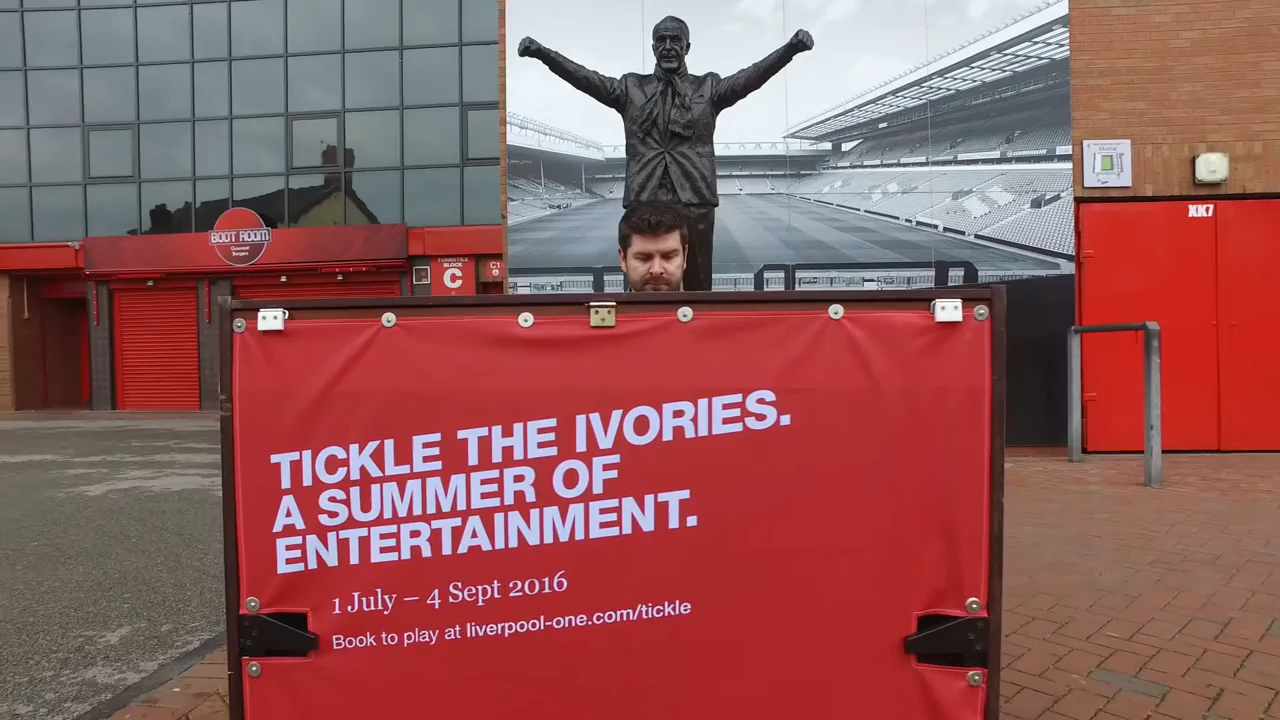 BOOT ROOM
Gourmet
Burgers
TURNSTILE
BLOCK
C
C1
XK7
TICKLE THE IVORIES.
A SUMMER OF
ENTERTAINMENT.
1 July – 4 Sept 2016
Book to play at liverpool-one.com/tickle